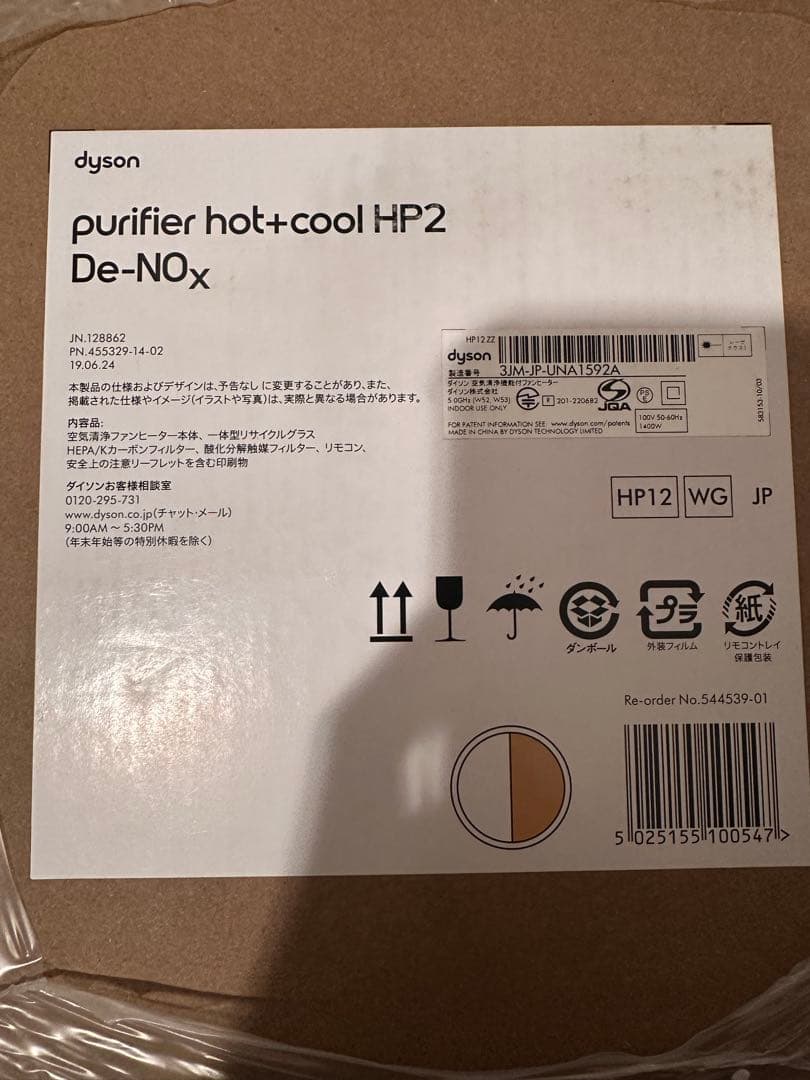 dyson
purifier hot+cool HP2
De-NOx
JN.128862
PN.455329-14-02
19.06.24
本製品の仕様およびデザインは、予告なしに変更することがあり、また、
掲載された仕様やイメージ(イラストや写真)は、実際と異なる場合があります。
内容品:
空気清浄ファンヒーター本体、一体型リサイクルグラス
HEPA/Kカーボンフィルター、酸化分解触媒フィルター、リモコン、
安全上の注意リーフレットを含む印刷物
ダイソンお客様相談室
0120-295-731
www.dyson.co.jp(チャット・メール)
9:00AM～5:30PM
(年末年始等の特別休暇を除く)
HP12 ZZ
dyson
レーザ
クラス1
製造番号 3JM-JP-UNA1592A
ダイソン 空気清浄機能付ファンヒーター
ダイソン株式会社
5.0GHz (W52, W53)
INDOOR USE ONLY
R 201-220682
JQA
PS
E
100V 50-60Hz
1400W
FOR PATENT INFORMATION SEE: www.dyson.com/patents
MADE IN CHINA BY DYSON TECHNOLOGY LIMITED
583153-10/03
HP12 WG JP
ダンボール
プラ
外装フィルム
紙
リモコントレイ
保護包装
Re-order No.544539-01
5 025155 100547 >